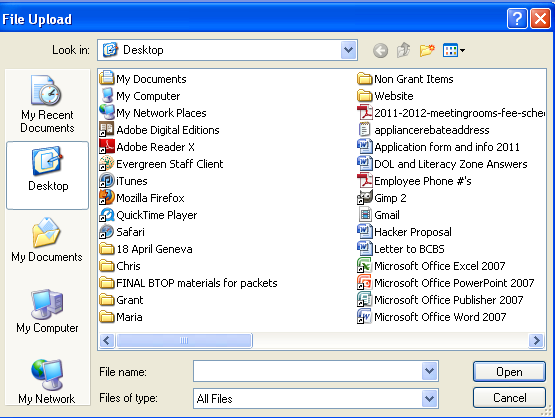 File Upload
Look in: Desktop
My Recent
Documents
Desktop
My Documents
My Computer
My Network
My Documents
My Computer
My Network Places
Adobe Digital Editions
Adobe Reader X
Evergreen Staff Client
iTunes
Mozilla Firefox
QuickTime Player
Safari
18 April Geneva
Chris
FINAL BTOP materials for packets
Grant
Maria
Non Grant Items
Website
2011-2012-meetingrooms-fee-sche
appliancerebateaddress
Application form and info 2011
DOL and Literacy Zone Answers
Employee Phone #'s
Gimp 2
Gmail
Hacker Proposal
Letter to BCBS
Microsoft Office Excel 2007
Microsoft Office PowerPoint 2007
Microsoft Office Publisher 2007
Microsoft Office Word 2007
File name:
Open
Files of type: All Files
Cancel